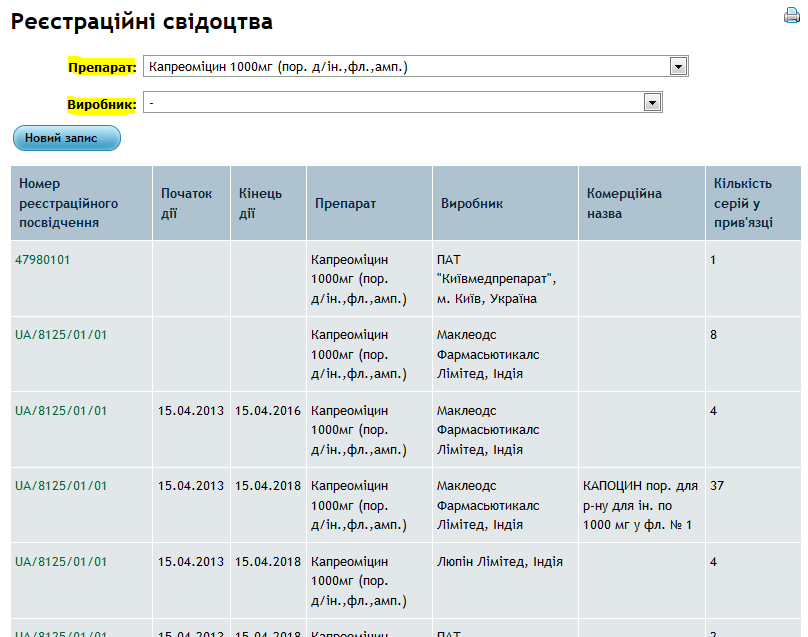 Реєстраційні свідоцтва
Препарат: Капреоміцин 1000мг (пор. д/ін.,фл.,амп.)
Виробник: -
Новий запис
Номер реєстраційного посвідчення Початок дії Кінець дії Препарат Виробник Комерційна назва Кількість серій у прив'язці
47980101 Капреоміцин 1000мг (пор. д/ін.,фл.,амп.) ПАТ "Київмедпрепарат", м. Київ, Україна 1
UA/8125/01/01 Капреоміцин 1000мг (пор. д/ін.,фл.,амп.) Маклеодс Фармасьютикалс Лімітед, Індія 8
UA/8125/01/01 15.04.2013 15.04.2016 Капреоміцин 1000мг (пор. д/ін.,фл.,амп.) Маклеодс Фармасьютикалс Лімітед, Індія 4
UA/8125/01/01 15.04.2013 15.04.2018 Капреоміцин 1000мг (пор. д/ін.,фл.,амп.) Маклеодс Фармасьютикалс Лімітед, Індія КАПОЦИН пор. для р-ну для ін. по 1000 мг у фл. № 1 37
UA/8125/01/01 15.04.2013 15.04.2018 Капреоміцин 1000мг (пор. д/ін.,фл.,амп.) Люпін Лімітед, Індія 4
UA/8125/01/01 15.04.2013 15.04.2018 Капреоміцин ПАТ